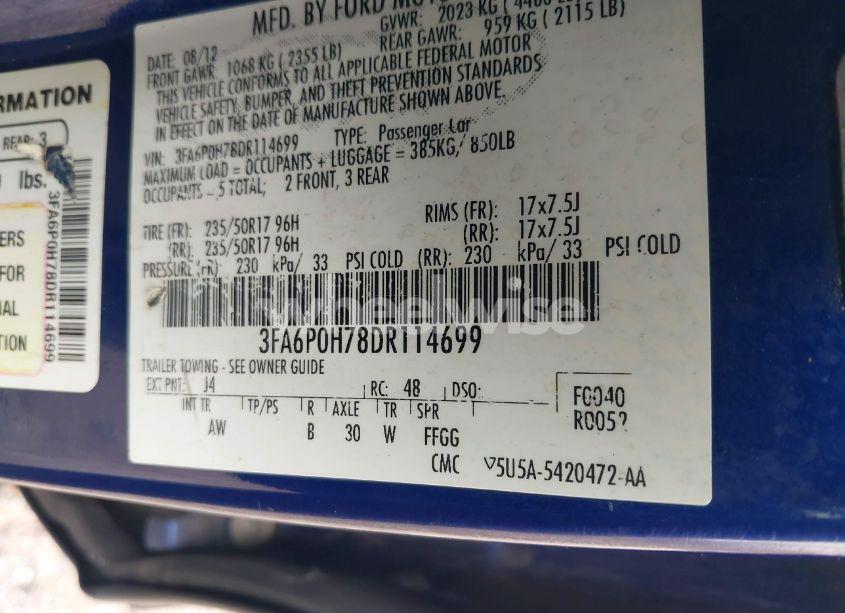 MFD. BY FORD
GVWR: 2023 KG
DATE: 08/12 REAR GAWR: 959 KG ( 2115 LB)
FRONT GAWR: 1068 KG ( 2355 LB)
THIS VEHICLE CONFORMS TO ALL APPLICABLE FEDERAL MOTOR
VEHICLE SAFETY, BUMPER, AND THEFT PREVENTION STANDARDS
IN EFFECT ON THE DATE OF MANUFACTURE SHOWN ABOVE.
VIN: 3FA6P0H78DR114699 TYPE: Passenger Car
MAXIMUM LOAD = OCCUPANTS + LUGGAGE = 385KG/ 850LB
OCCUPANTS - 5 TOTAL; 2 FRONT, 3 REAR
TIRE (FR): 235/50R17 96H RIMS (FR): 17x7.5J
(RR): 235/50R17 96H (RR): 17x7.5J
PRESSURE (FR): 230 kPa/ 33 PSI COLD (RR): 230 kPa/ 33 PSI COLD
wheelwise
3FA6P0H78DR114699
TRAILER TOWING - SEE OWNER GUIDE
EXT PNT: J4 RC: 48 DSO:
F0040
INT TR TP/PS R AXLE TR SPR
AW B 30 W FFGG
CMC
5U5A-5420472-AA
REAR: 3
lbs.
FOR
3FA6P0H78DR114699